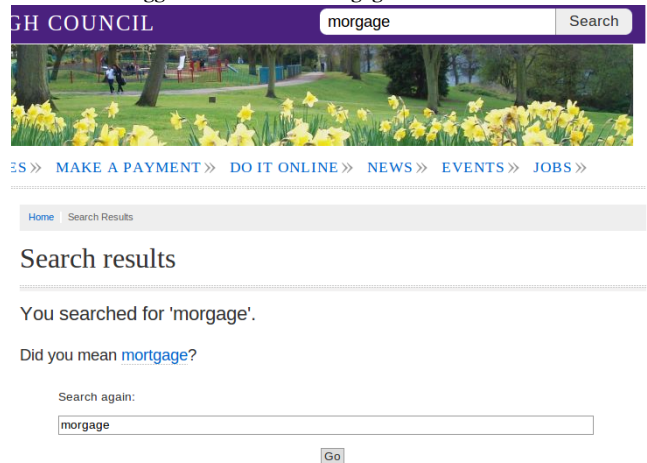 GH COUNCIL morgage Search
ES» MAKE A PAYMENT» DO IT ONLINE» NEWS» EVENTS» JOBS»
Home Search Results
Search results
You searched for 'morgage'.
Did you mean mortgage?
Search again:
morgage
Go